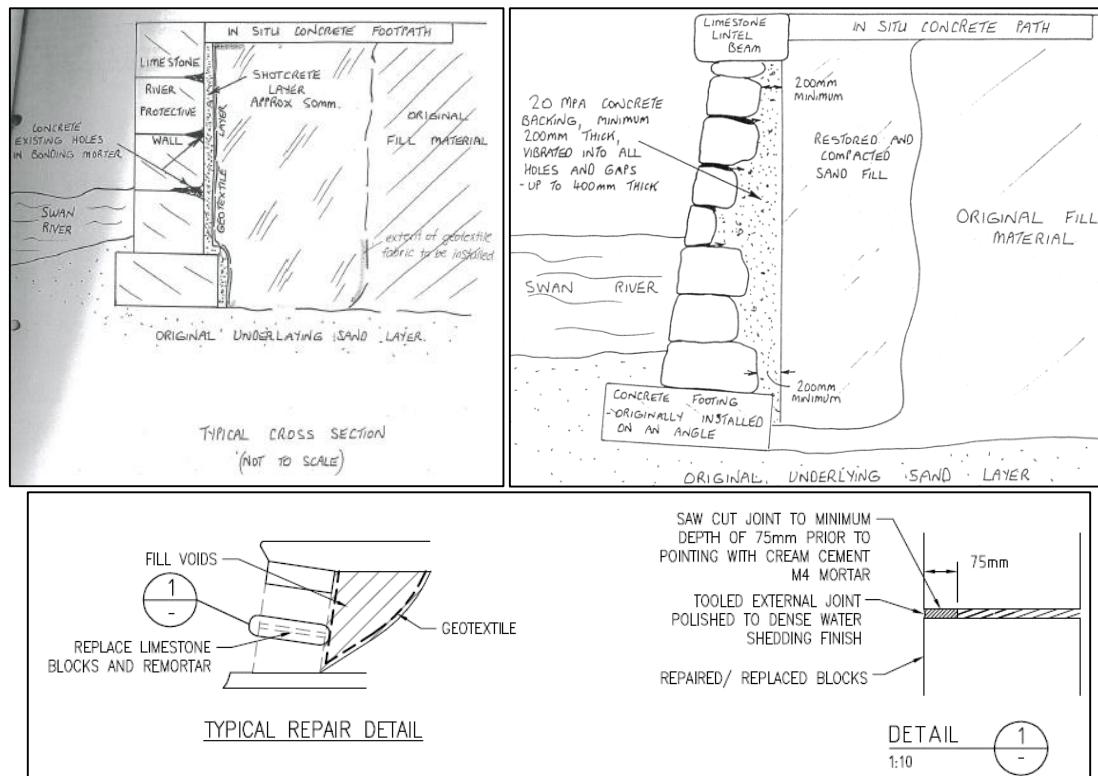 IN SITU CONCRETE FOOTPATH
LIMESTONE
RIVER
PROTECTIVE
WALL
SHOTCRETE
LAYER
APPROX 50mm.
GEOTEXTILE LAYER
ORIGINAL
FILL MATERIAL
CONCRETE
EXISTING HOLES
IN BONDING MORTER
SWAN
RIVER
extent of geotextile
fabric to be installed
ORIGINAL UNDERLAYING SAND LAYER.
TYPICAL CROSS SECTION
(NOT TO SCALE)
LIMESTONE
LINTEL
BEAM
IN SITU CONCRETE PATH
200mm
MINIMUM
20 MPA CONCRETE
BACKING, MINIMUM
200mm THICK,
VIBRATED INTO ALL
HOLES AND GAPS
- UP TO 400mm THICK
RESTORED AND
COMPACTED
SAND FILL
ORIGINAL FILL
MATERIAL
SWAN RIVER
200mm
MINIMUM
CONCRETE FOOTING
- ORIGINALLY INSTALLED
ON AN ANGLE
ORIGINAL UNDERLYING SAND LAYER.
FILL VOIDS
1
-
REPLACE LIMESTONE
BLOCKS AND REMORTAR
GEOTEXTILE
TYPICAL REPAIR DETAIL
SAW CUT JOINT TO MINIMUM
DEPTH OF 75mm PRIOR TO
POINTING WITH CREAM CEMENT
M4 MORTAR
75mm
TOOLED EXTERNAL JOINT
POLISHED TO DENSE WATER
SHEDDING FINISH
REPAIRED/ REPLACED BLOCKS
DETAIL
1:10
1
-